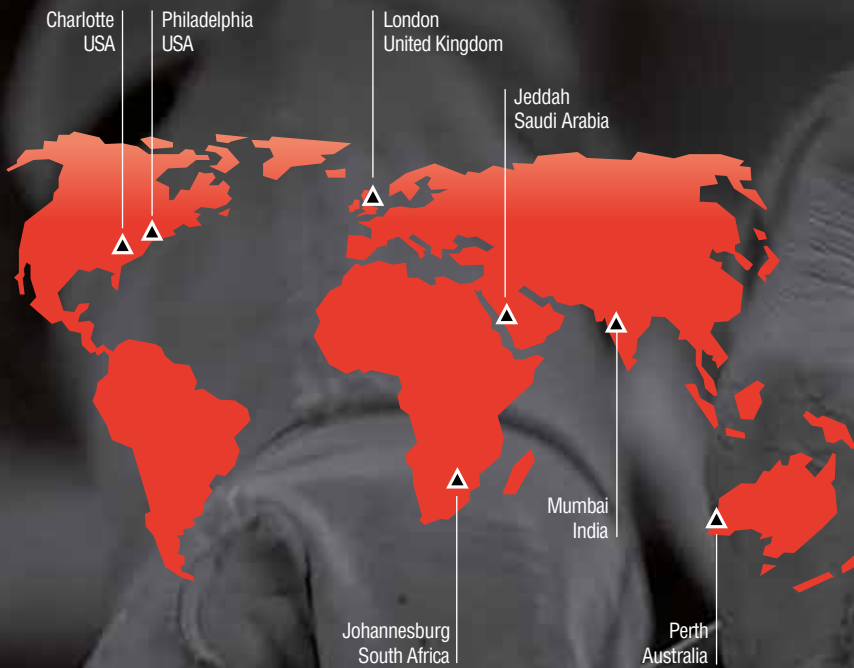 Charlotte
USA
Philadelphia
USA
London
United Kingdom
Jeddah
Saudi Arabia
Mumbai
India
Johannesburg
South Africa
Perth
Australia